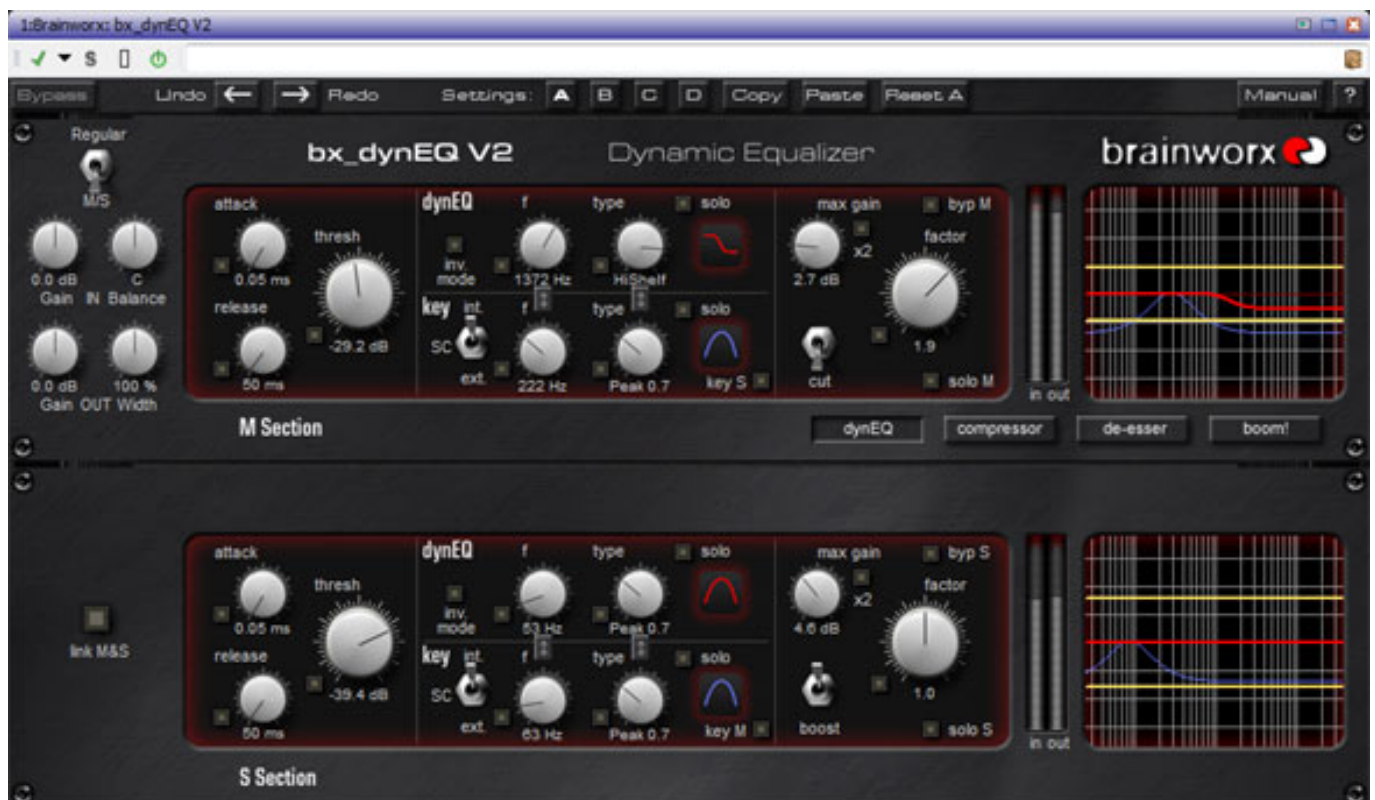 1:Brainworx: bx_dynEQ V2
S
Bypass Undo Redo Settings: A B C D Copy Paste Reset A Manual ?
Regular
bx_dynEQ V2 Dynamic Equalizer brainworx
M/S
attack dynEQ f type solo max gain byp M
thresh x2 factor
0.05 ms inv. mode 1372 Hz HiShelf 2.7 dB
0.0 dB C
Gain IN Balance
release key int. f type solo
-29.2 dB SC 1.9
50 ms ext. 222 Hz Peak 0.7 key S cut solo M
0.0 dB 100 %
Gain OUT Width
in out
M Section dynEQ compressor de-esser boom!
attack dynEQ f type solo max gain byp S
thresh x2 factor
0.05 ms inv. mode 53 Hz Peak 0.7 4.6 dB
link M&S
release key int. f type solo
-39.4 dB SC 1.0
50 ms ext. 63 Hz Peak 0.7 key M boost solo S
in out
S Section